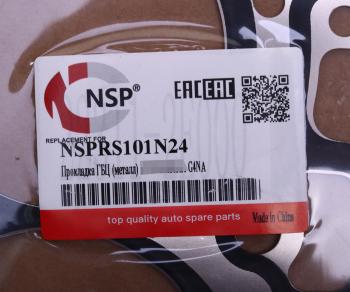 NSP®
EAC EAC
REPLACEMENT FOR
NSPRS101N24
Прокладка ГБЦ (металл) G4NA
top quality auto spare parts
Made in China